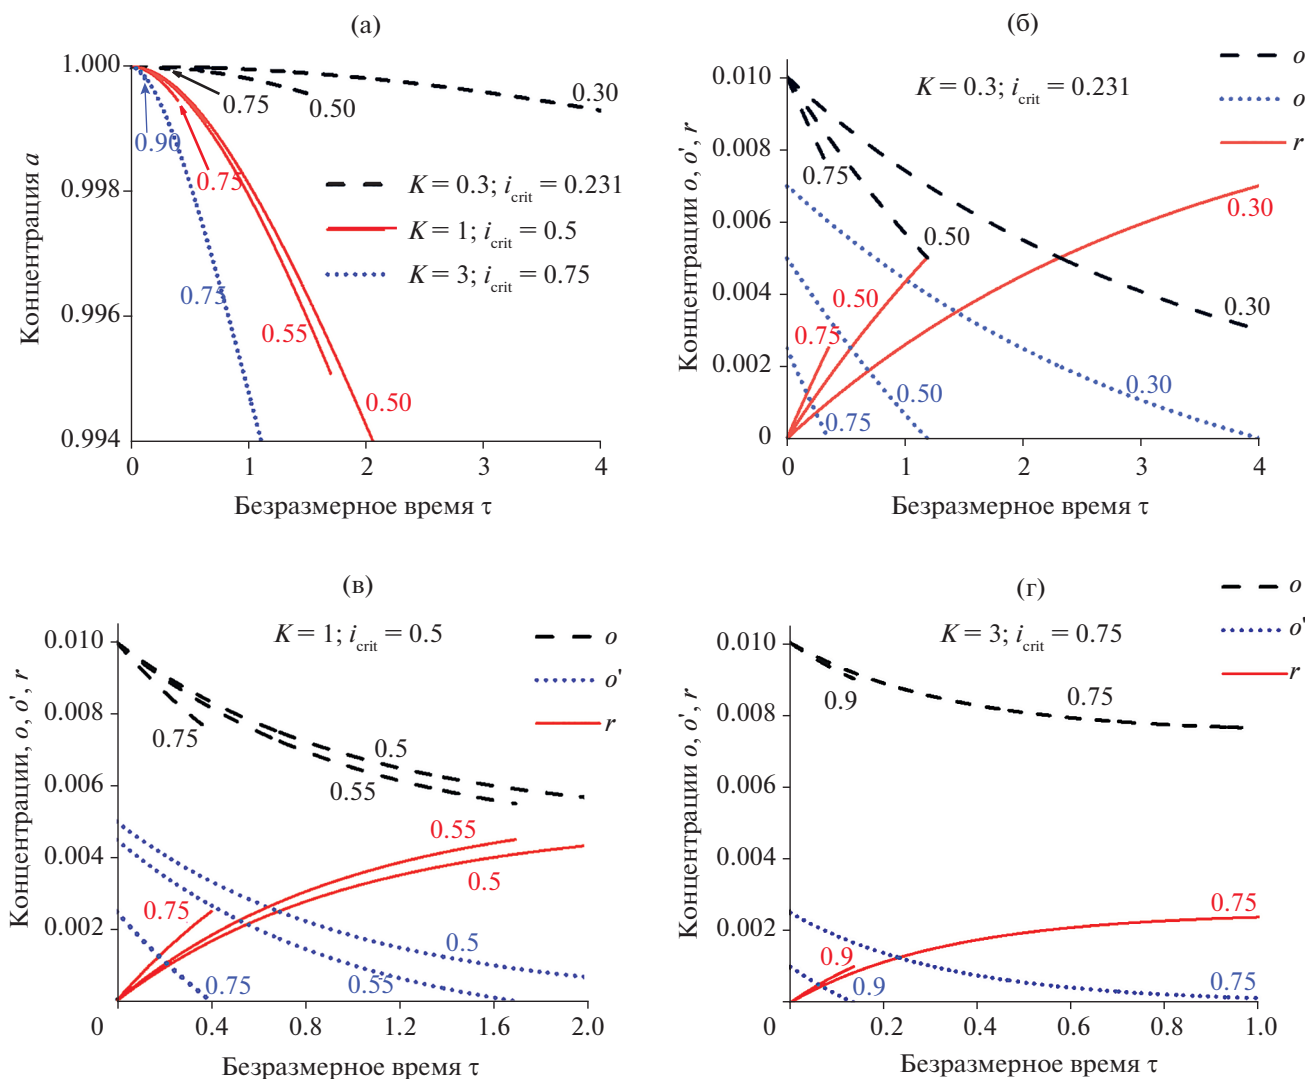 (а)
Концентрация a
1.000
0.998
0.996
0.994
0.75
0.50
0.30
0.90
0.75
K = 0.3; i crit = 0.231
K = 1; i crit = 0.5
K = 3; i crit = 0.75
0.75
0.55
0.50
0 1 2 3 4
Безразмерное время τ
(б)
K = 0.3; i crit = 0.231
o
o
r
Концентрации o, o', r
0.010
0.008
0.006
0.004
0.002
0
0.75
0.50
0.30
0.50
0.75
0.30
0.30
0.50
0.75
0 1 2 3 4
Безразмерное время τ
(в)
K = 1; i crit = 0.5
o
o'
r
Концентрации, o, o', r
0.010
0.008
0.006
0.004
0.002
0.75
0.5
0.55
0.55
0.5
0.75
0.5
0.55
0.75
0 0.4 0.8 1.2 1.6 2.0
Безразмерное время τ
(г)
K = 3; i crit = 0.75
o
o'
r
Концентрации o, o', r
0.010
0.008
0.006
0.004
0.002
0.9
0.75
0.75
0.9
0.9
0.75
0 0.2 0.4 0.6 0.8 1.0
Безразмерное время τ